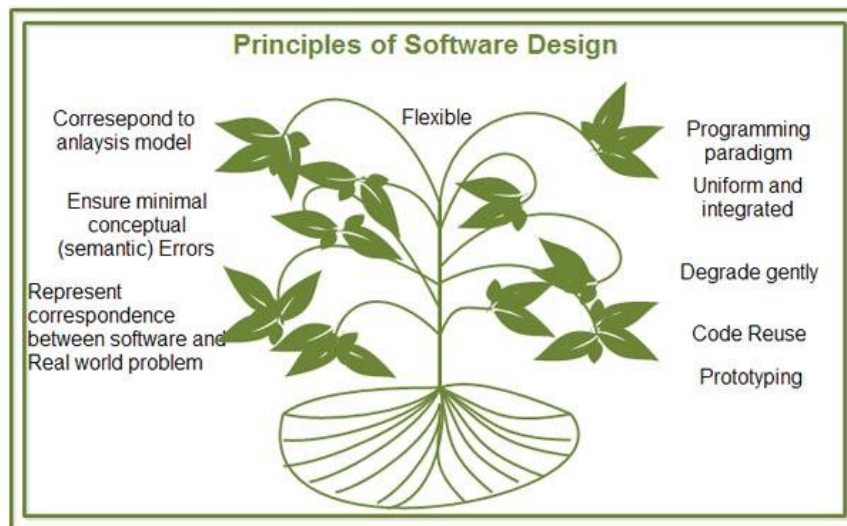 Principles of Software Design
Corresepond to
anlaysis model
Flexible
Programming
paradigm
Ensure minimal
conceptual
(semantic) Errors
Uniform and
integrated
Represent
correspondence
between software and
Real world problem
Degrade gently
Code Reuse
Prototyping